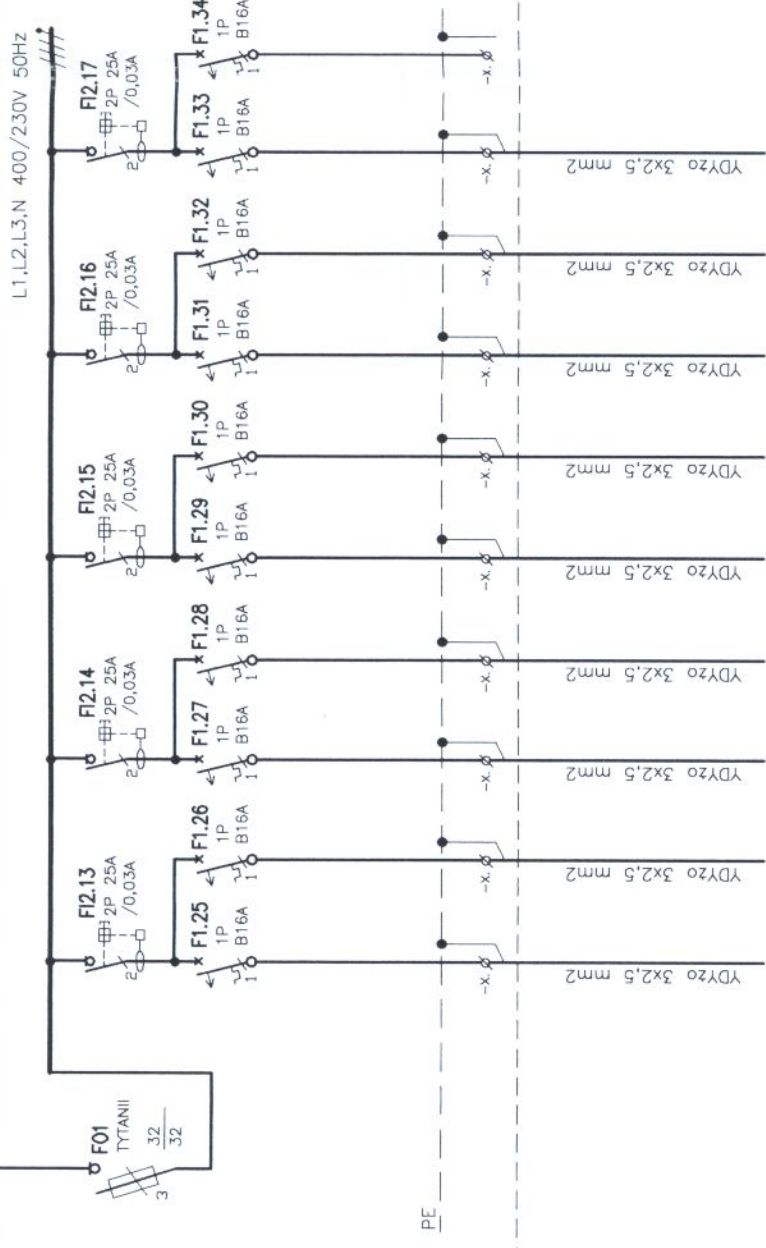 L1,L2,L3,N 400/230V 50Hz
F01
TYTANII
32
32
3
FI2.13
2P 25A
/0,03A
2
F1.25
1P
B16A
1
F1.26
1P
B16A
1
FI2.14
2P 25A
/0,03A
2
F1.27
1P
B16A
1
F1.28
1P
B16A
1
FI2.15
2P 25A
/0,03A
2
F1.29
1P
B16A
1
F1.30
1P
B16A
1
FI2.16
2P 25A
/0,03A
2
F1.31
1P
B16A
1
F1.32
1P
B16A
1
FI2.17
2P 25A
/0,03A
2
F1.33
1P
B16A
1
F1.34
1P
B16A
1
PE
-X.
-X.
-X.
-X.
-X.
-X.
-X.
-X.
-X.
-X.
YDYżo 3x2,5 mm2
YDYżo 3x2,5 mm2
YDYżo 3x2,5 mm2
YDYżo 3x2,5 mm2
YDYżo 3x2,5 mm2
YDYżo 3x2,5 mm2
YDYżo 3x2,5 mm2
YDYżo 3x2,5 mm2
YDYżo 3x2,5 mm2